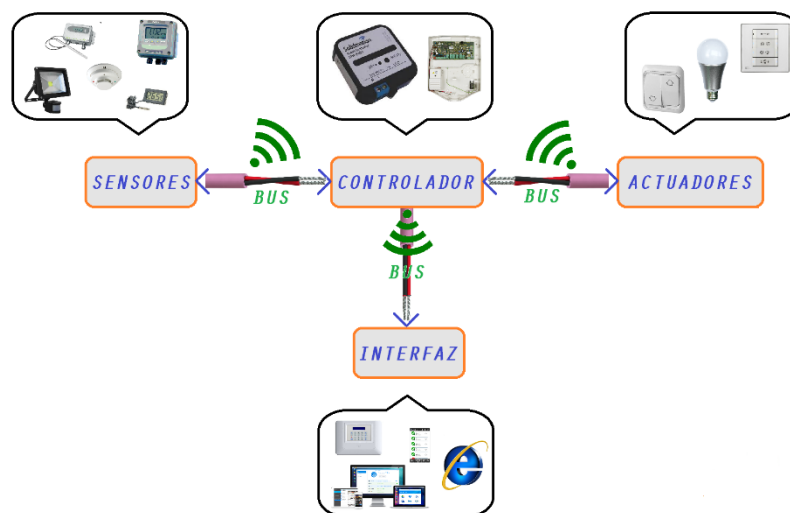 SENSORES
BUS
CONTROLADOR
BUS
ACTUADORES
BUS
INTERFAZ